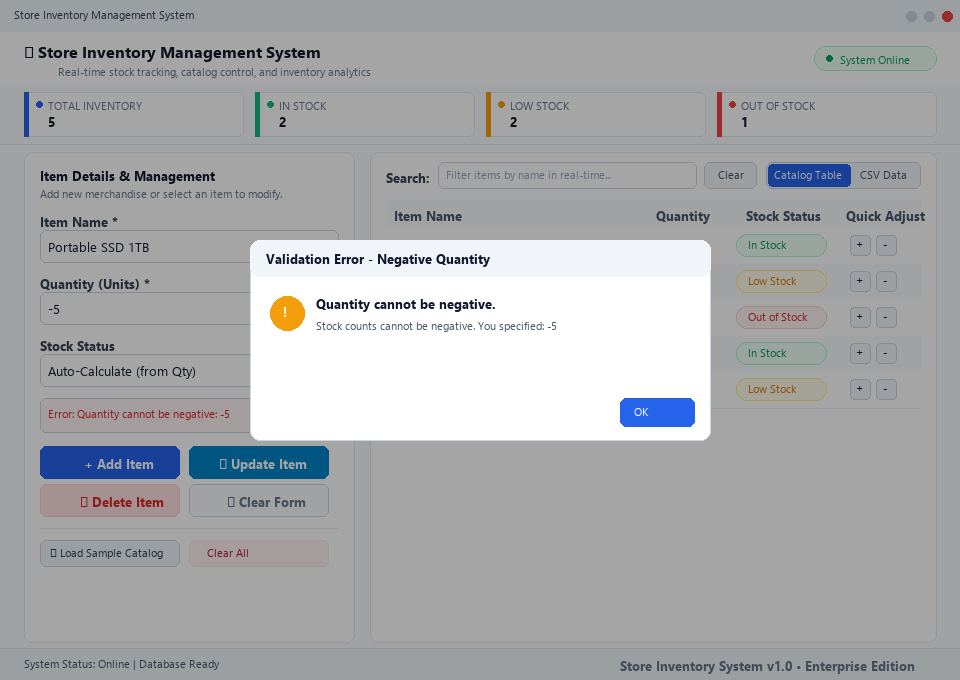 Store Inventory Management System
Store Inventory Management System
Real-time stock tracking, catalog control, and inventory analytics
System Online
TOTAL INVENTORY
5
IN STOCK
2
LOW STOCK
2
OUT OF STOCK
1
Item Details & Management
Add new merchandise or select an item to modify.
Item Name *
Portable SSD 1TB
Quantity (Units) *
-5
Stock Status
Auto-Calculate (from Qty)
Error: Quantity cannot be negative: -5
+ Add Item
Update Item
Delete Item
Clear Form
Load Sample Catalog
Clear All
Search:
Filter items by name in real-time...
Clear
Catalog Table
CSV Data
Item Name
Quantity
Stock Status
Quick Adjust
In Stock
+ -
Low Stock
+ -
Out of Stock
+ -
In Stock
+ -
Low Stock
+ -
Validation Error - Negative Quantity
!
Quantity cannot be negative.
Stock counts cannot be negative. You specified: -5
OK
System Status: Online | Database Ready
Store Inventory System v1.0 • Enterprise Edition